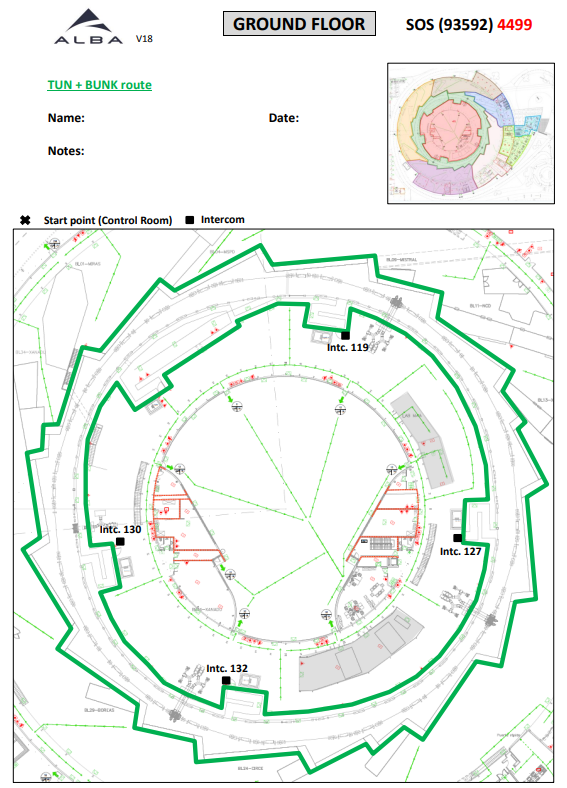 ALBA V18
GROUND FLOOR
SOS (93592) 4499
TUN + BUNK route
Name: Date:
Notes:
Start point (Control Room) Intercom
Intc. 119
Intc. 130
Intc. 127
Intc. 132